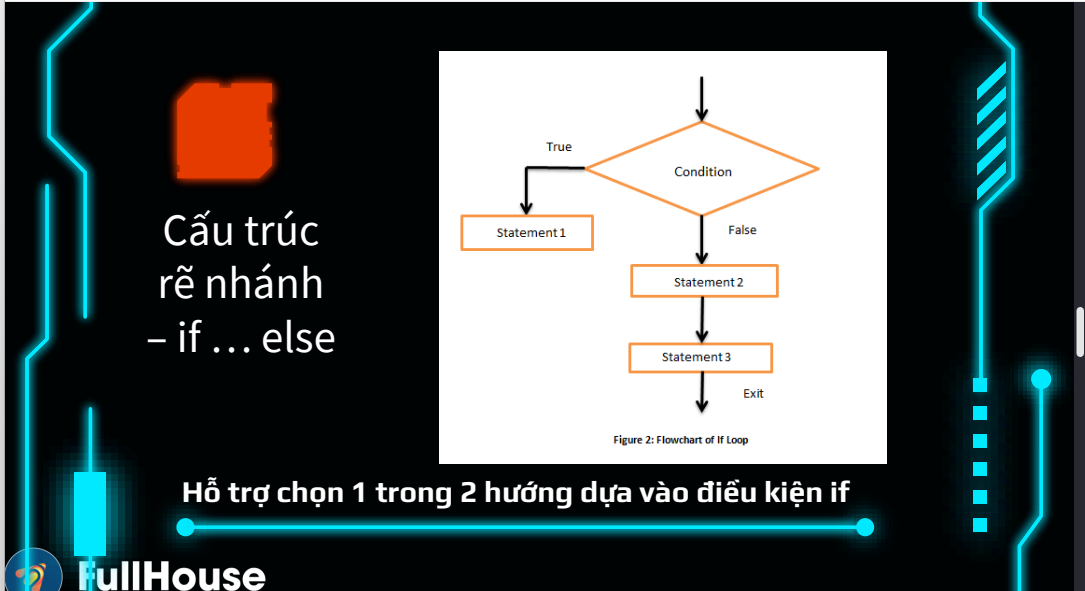 Cấu trúc
rẽ nhánh
– if … else
True
Condition
Statement 1
False
Statement 2
Statement 3
Exit
Figure 2: Flowchart of If Loop
Hỗ trợ chọn 1 trong 2 hướng dựa vào điều kiện if
FullHouse